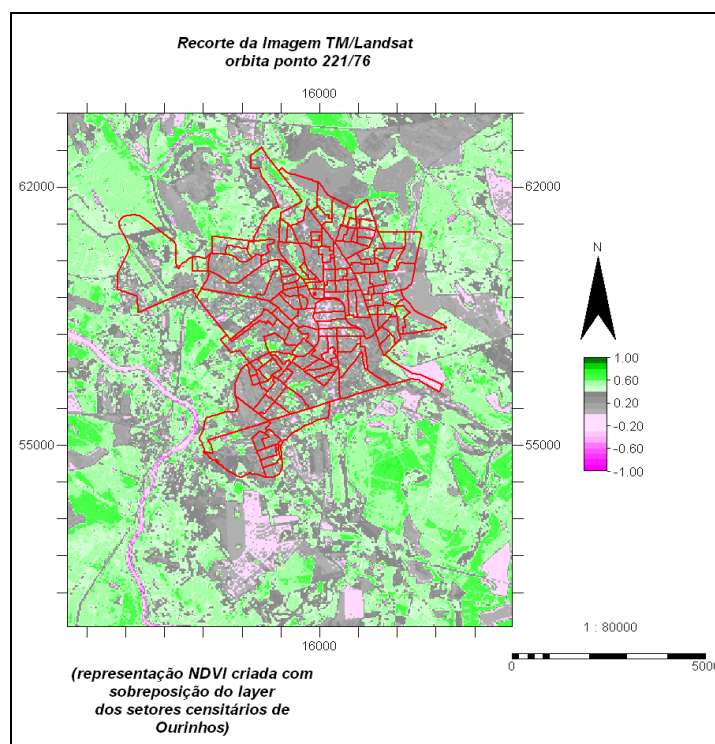 Recorte da Imagem TM/Landsat
orbita ponto 221/76
16000
62000
62000
N
1.00
0.60
0.20
-0.20
-0.60
-1.00
55000
55000
16000
1 : 80000
0
5000
(representação NDVI criada com
sobreposição do layer
dos setores censitários de
Ourinhos)